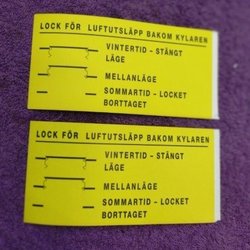 LOCK FÖR LUFTUTSLÄPP BAKOM KYLAREN
VINTERTID - STÄNGT
LÄGE
MELLANLÄGE
SOMMARTID - LOCKET
BORTTAGET
LOCK FÖR LUFTUTSLÄPP BAKOM KYLAREN
VINTERTID - STÄNGT
LÄGE
MELLANLÄGE
SOMMARTID - LOCKET
BORTTAGET